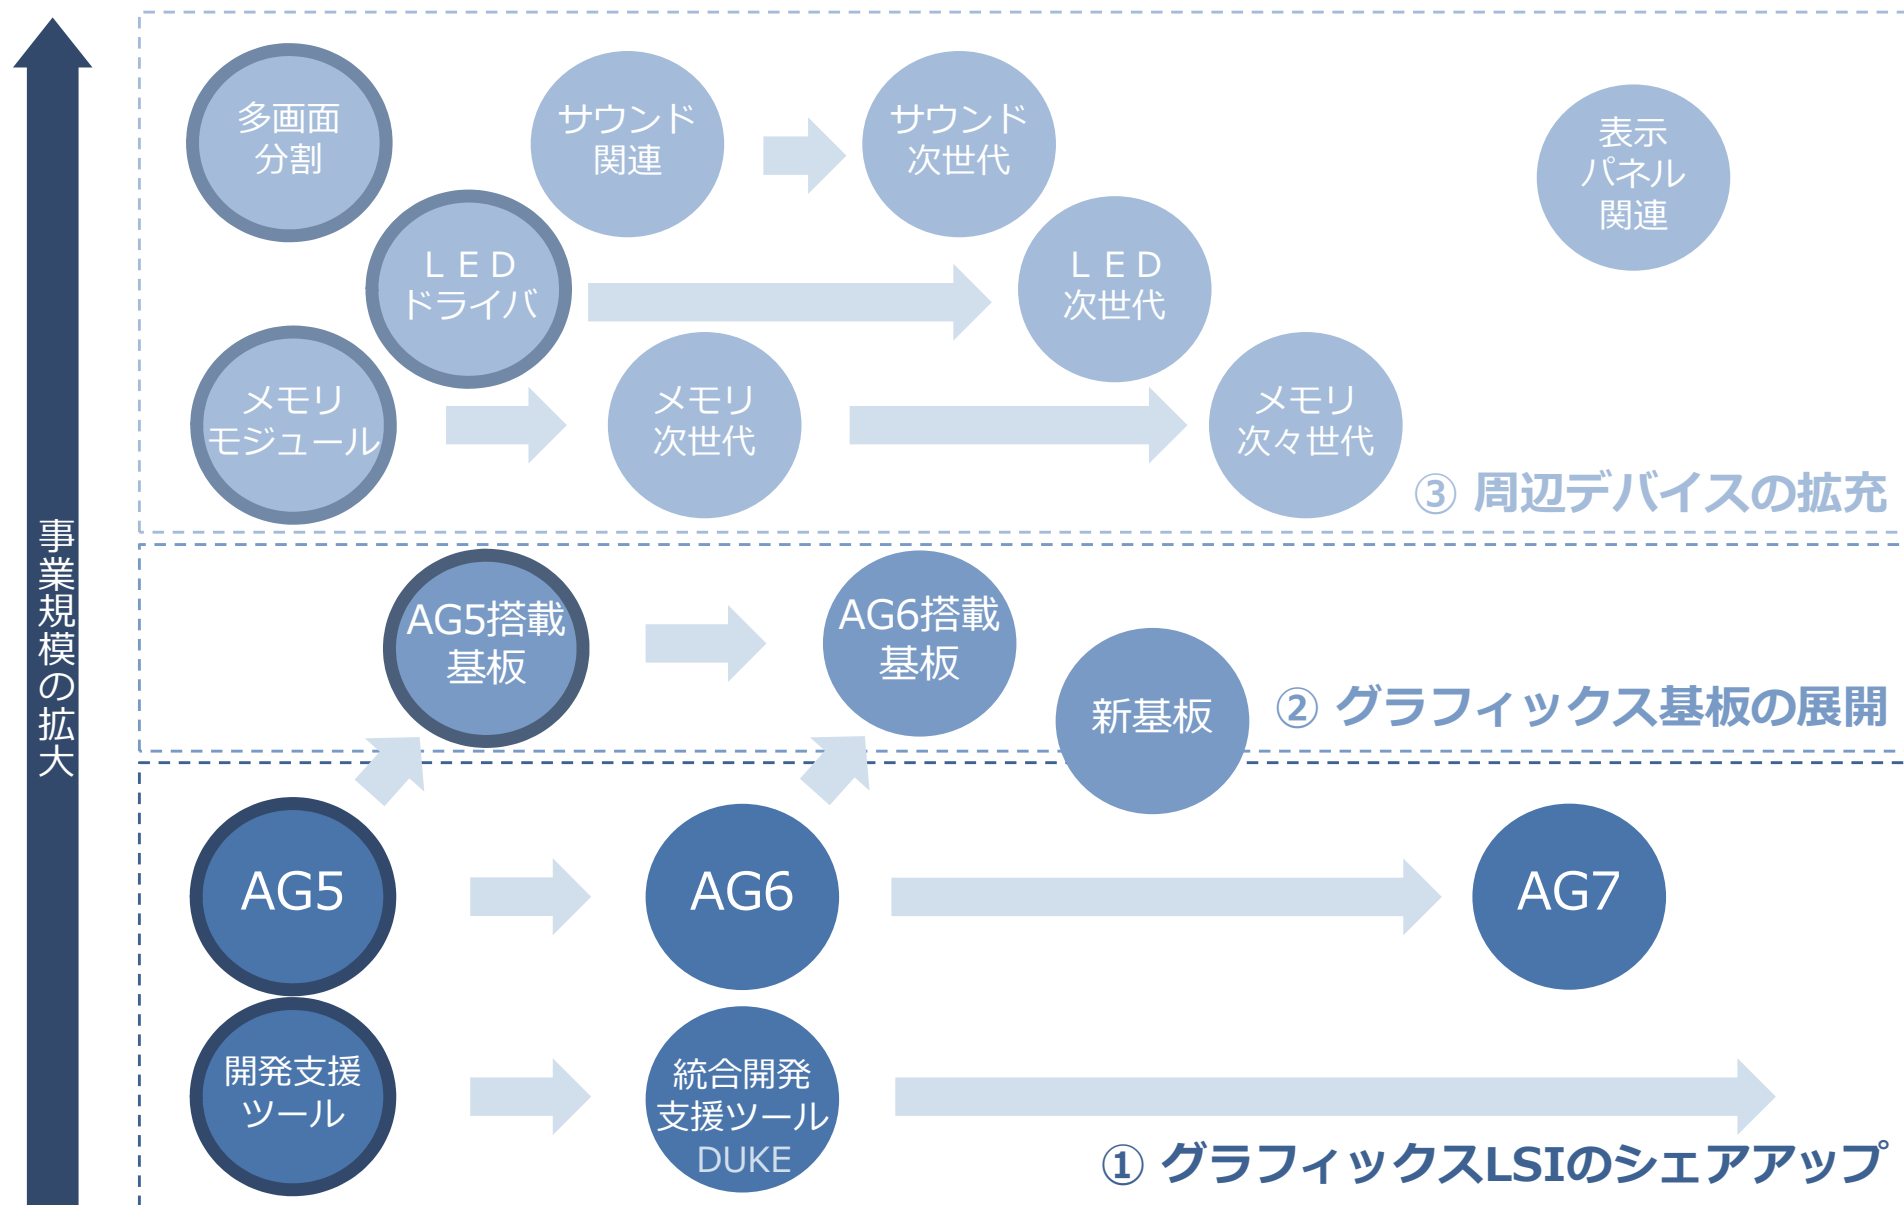 事業規模の拡大
多画面
分割
サウンド
関連
サウンド
次世代
表示
パネル
関連
ＬＥＤ
ドライバ
ＬＥＤ
次世代
メモリ
モジュール
メモリ
次世代
メモリ
次々世代
③ 周辺デバイスの拡充
AG5搭載
基板
AG6搭載
基板
新基板
② グラフィックス基板の展開
AG5
AG6
AG7
開発支援
ツール
統合開発
支援ツール
DUKE
① グラフィックスLSIのシェアアップ